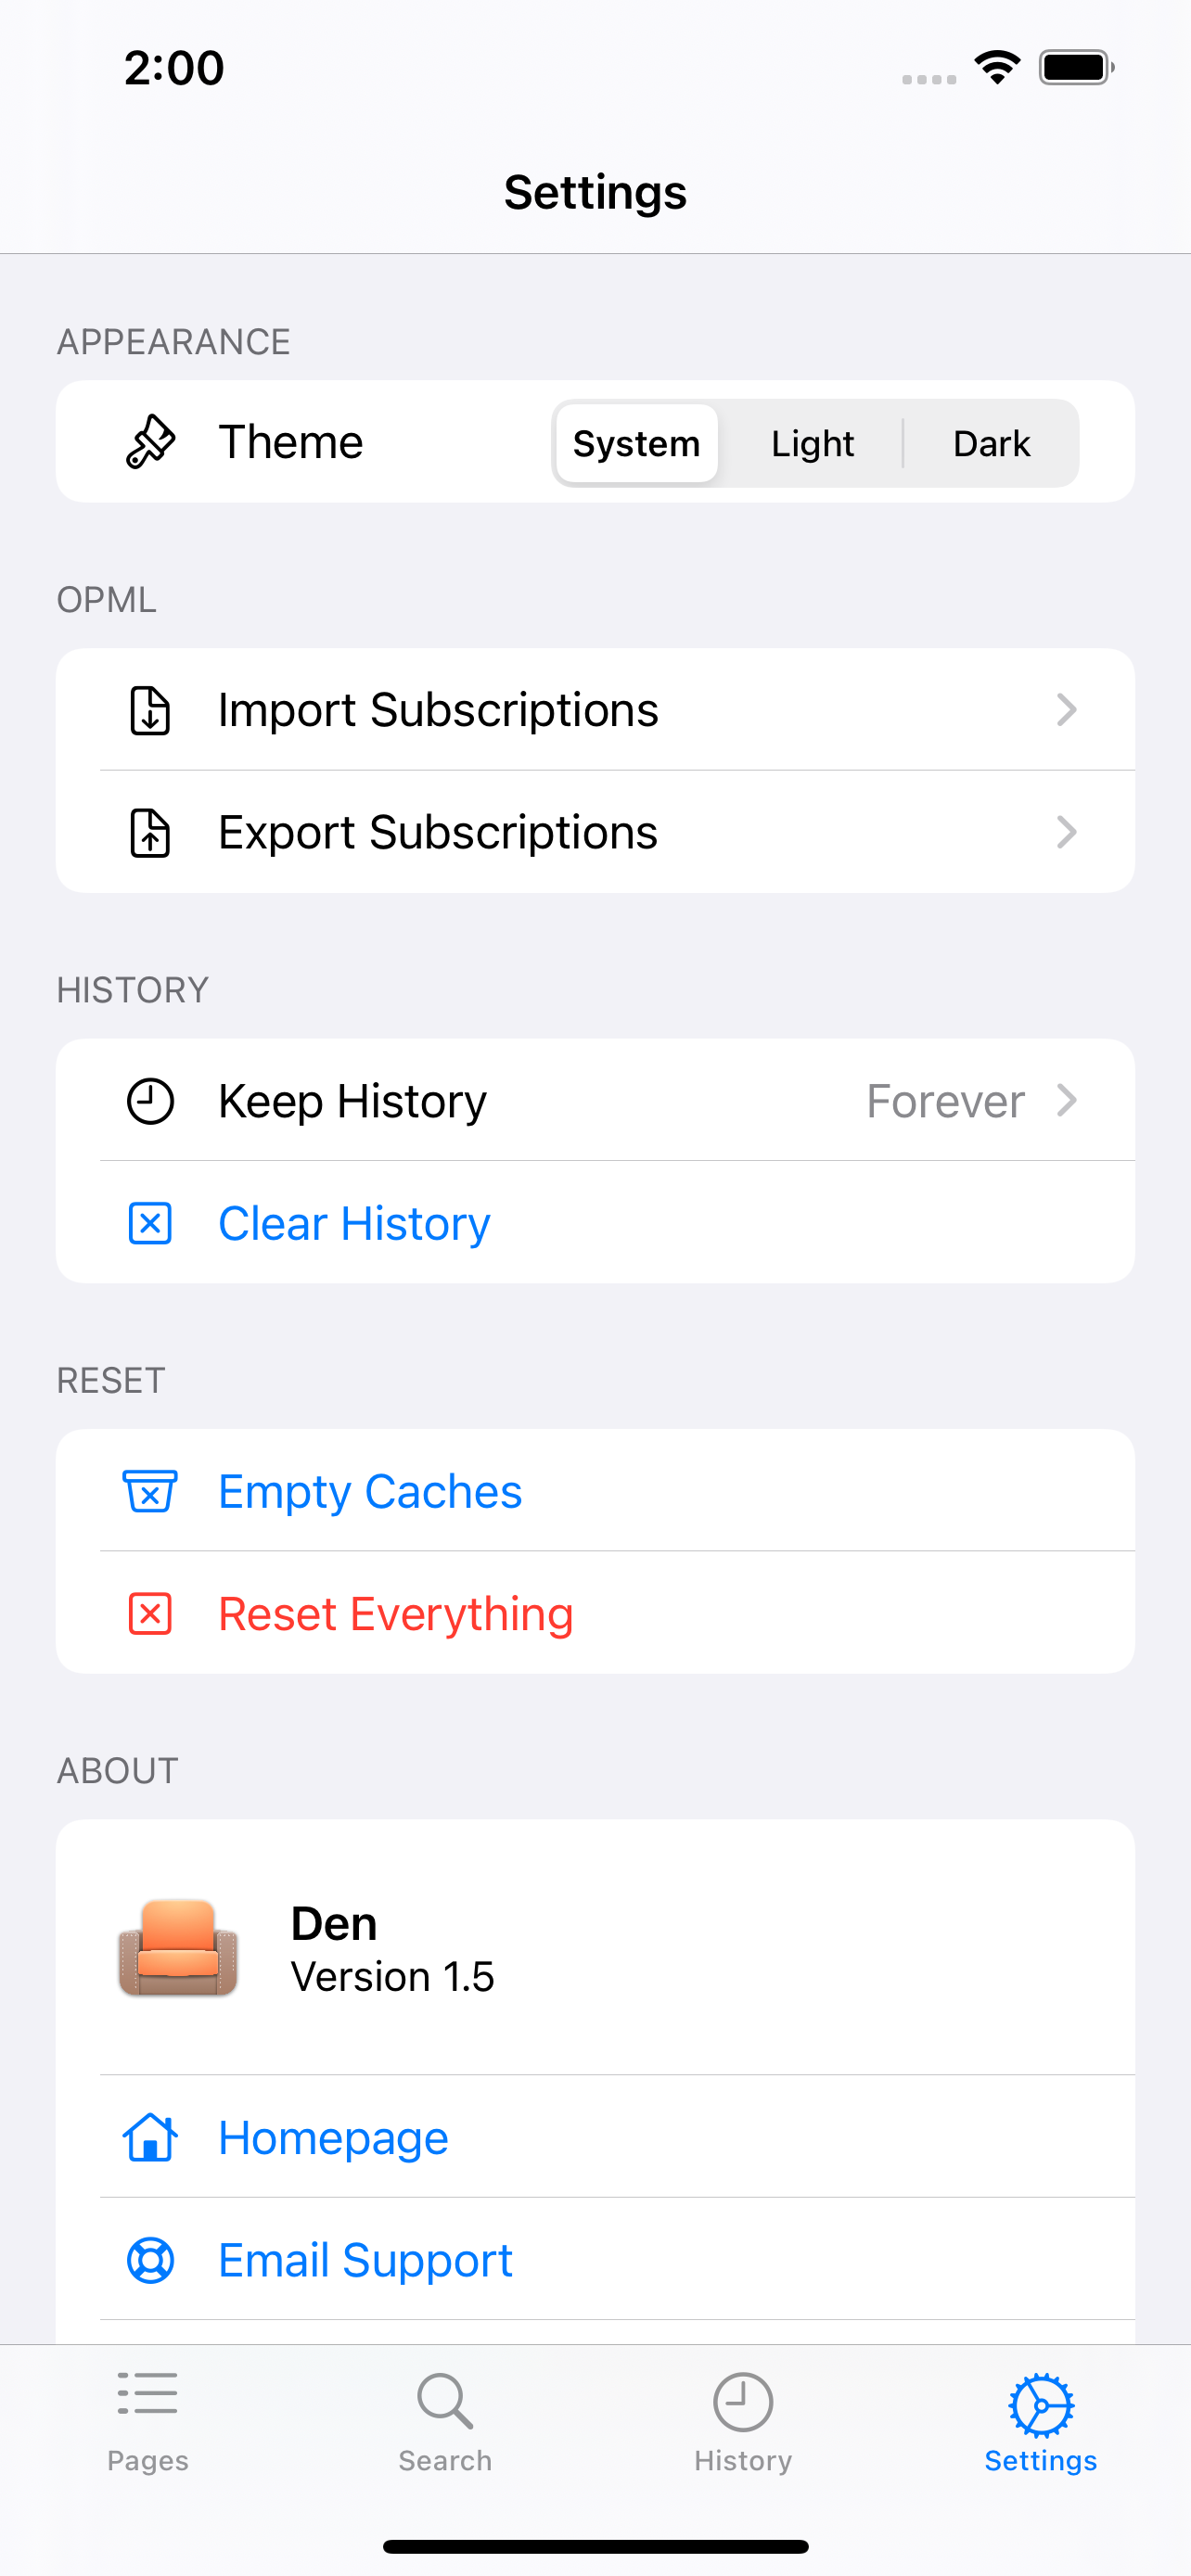 2:00
Settings
APPEARANCE
Theme System Light Dark
OPML
Import Subscriptions
Export Subscriptions
HISTORY
Keep History Forever
Clear History
RESET
Empty Caches
Reset Everything
ABOUT
Den
Version 1.5
Homepage
Email Support
Pages Search History Settings